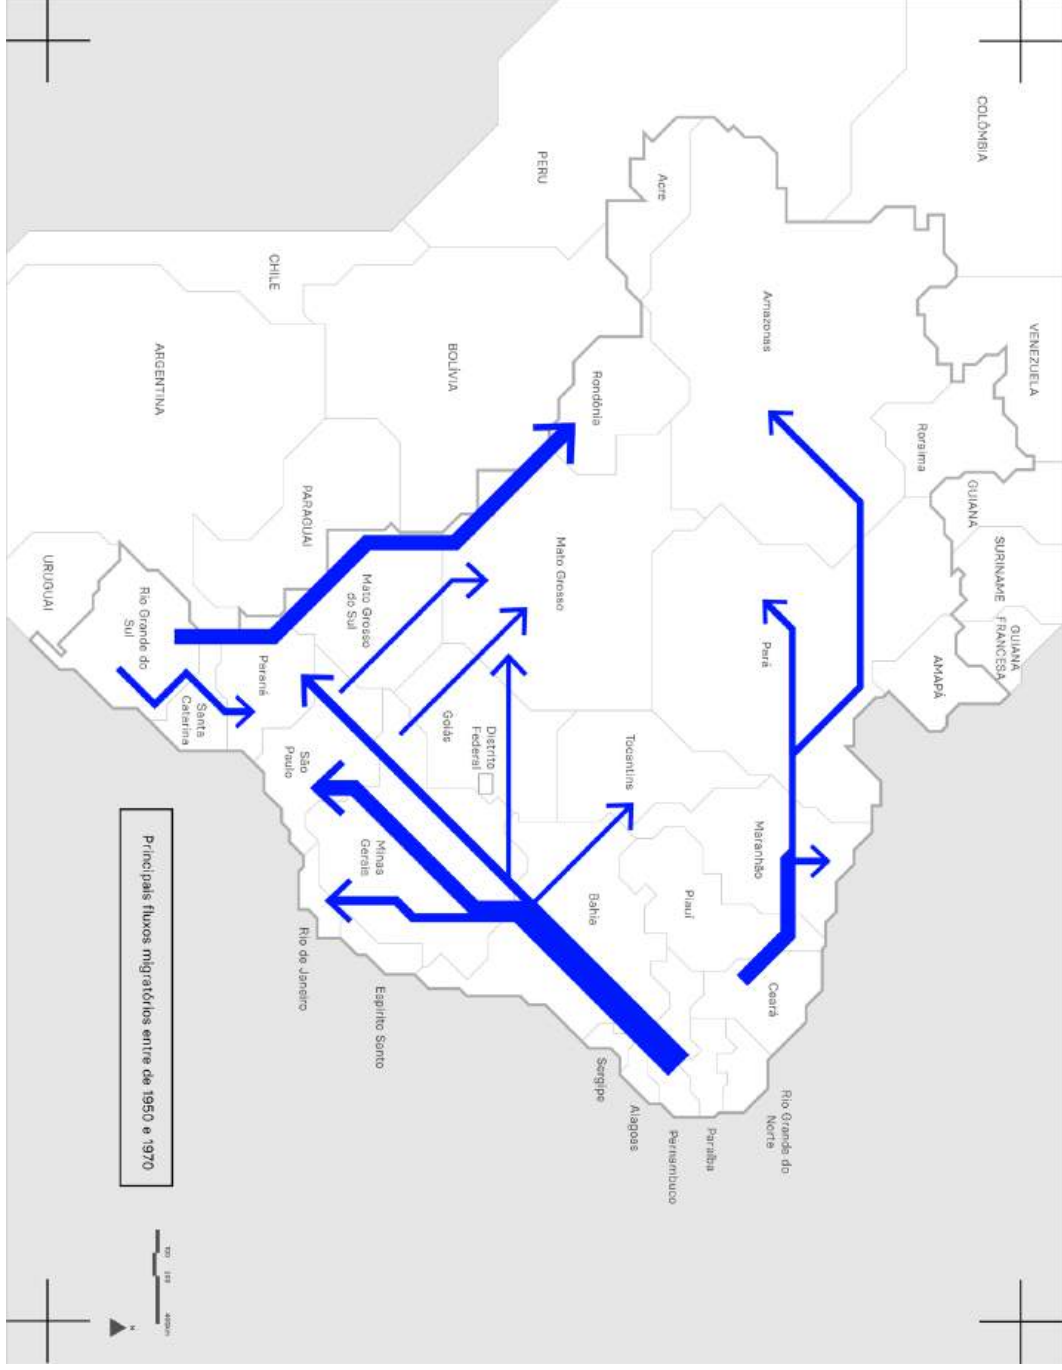 COLÔMBIA
VENEZUELA
GUIANA
SURINAME
GUIANA
FRANCESA
AMAPÁ
Roraima
Amazonas
Pará
Maranhão
Ceará
Rio Grande do
Norte
Paraíba
Pernambuco
Alagoas
Sergipe
Piauí
Bahia
Tocantins
Acre
PERU
Rondônia
Mato Grosso
Distrito
Federal
Goiás
BOLÍVIA
Mato Grosso
do Sul
Minas
Gerais
Espírito Santo
Rio de Janeiro
São
Paulo
CHILE
PARAGUAI
Paraná
Santa
Catarina
ARGENTINA
Rio Grande do
Sul
URUGUAI
Principais fluxos migratórios entre de 1950 e 1970
100
200
400km
N